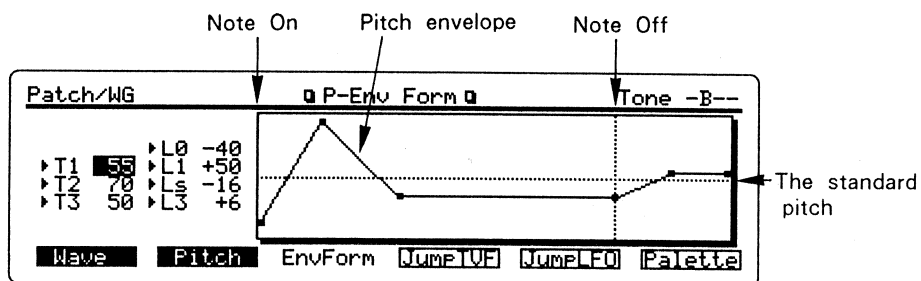 Note On Pitch envelope Note Off
Patch/WG P-Env Form Tone -B--
L0 -40
T1 55 L1 +50
T2 70 Ls -16
T3 50 L3 +6
The standard
pitch
Wave Pitch EnvForm JumpTVF JumpLFO Palette